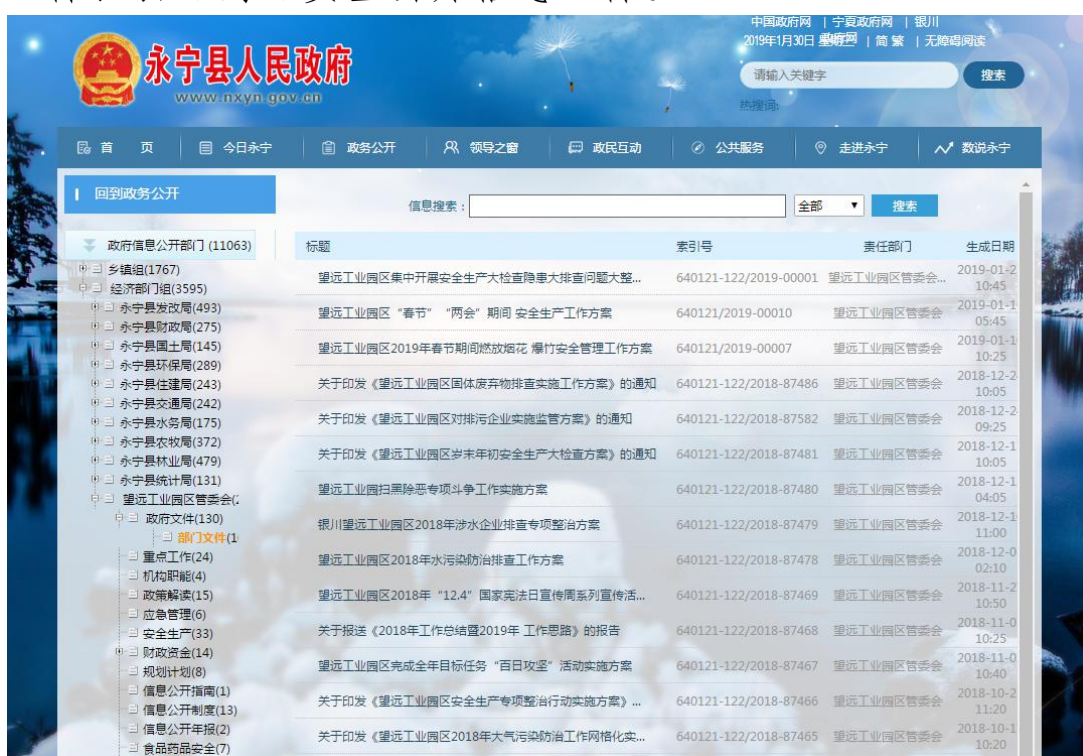 中国政府网 | 宁夏政府网 | 银川
2019年1月30日 | 简 繁 | 无障碍阅读
永宁县人民政府
www.nxyn.gov.cn
请输入关键字
搜索
热搜词:
首 页
今日永宁
政务公开
领导之窗
政民互动
公共服务
走进永宁
数说永宁
回到政务公开
信息搜索：
全部
搜索
政府信息公开部门 (11063)
乡镇组(1767)
经济部门组(3595)
永宁县发改局(493)
永宁县财政局(275)
永宁县国土局(145)
永宁县环保局(289)
永宁县住建局(243)
永宁县交通局(242)
永宁县水务局(175)
永宁县农牧局(372)
永宁县林业局(479)
永宁县统计局(131)
望远工业园区管委会(
政府文件(130)
部门文件(1
重点工作(24)
机构职能(4)
政策解读(15)
应急管理(6)
安全生产(33)
财政资金(14)
规划计划(8)
信息公开指南(1)
信息公开制度(13)
信息公开年报(2)
食品药品安全(7)
标题 索引号 责任部门 生成日期
望远工业园区集中开展安全生产大检查隐患大排查问题大整... 640121-122/2019-00001 望远工业园区管委会... 2019-01-2
10:45
望远工业园区“春节”“两会”期间 安全生产工作方案 640121/2019-00010 望远工业园区管委会 2019-01-1
05:45
望远工业园区2019年春节期间燃放烟花 爆竹安全管理工作方案 640121/2019-00007 望远工业园区管委会 2019-01-1
10:25
关于印发《望远工业园区固体废弃物排查实施工作方案》的通知 640121-122/2018-87486 望远工业园区管委会 2018-12-2
10:05
关于印发《望远工业园区对排污企业实施监管方案》的通知 640121-122/2018-87582 望远工业园区管委会 2018-12-2
09:25
关于印发《望远工业园区岁末年初安全生产大检查方案》的通知 640121-122/2018-87481 望远工业园区管委会 2018-12-1
10:05
望远工业园扫黑除恶专项斗争工作实施方案 640121-122/2018-87480 望远工业园区管委会 2018-12-1
04:05
银川望远工业园区2018年涉水企业排查专项整治方案 640121-122/2018-87479 望远工业园区管委会 2018-12-1
11:00
望远工业园区2018年水污染防治排查工作方案 640121-122/2018-87478 望远工业园区管委会 2018-12-0
02:10
望远工业园区2018年“12.4”国家宪法日宣传周系列宣传活... 640121-122/2018-87469 望远工业园区管委会 2018-11-2
10:50
关于报送《2018年工作总结暨2019年 工作思路》的报告 640121-122/2018-87468 望远工业园区管委会 2018-11-0
10:25
望远工业园区完成全年目标任务“百日攻坚”活动实施方案 640121-122/2018-87467 望远工业园区管委会 2018-11-0
10:40
关于印发《望远工业园区安全生产专项整治行动实施方案》... 640121-122/2018-87466 望远工业园区管委会 2018-10-2
11:20
关于印发《望远工业园区2018年大气污染防治工作网格化实... 640121-122/2018-87465 望远工业园区管委会 2018-10-1
10:20